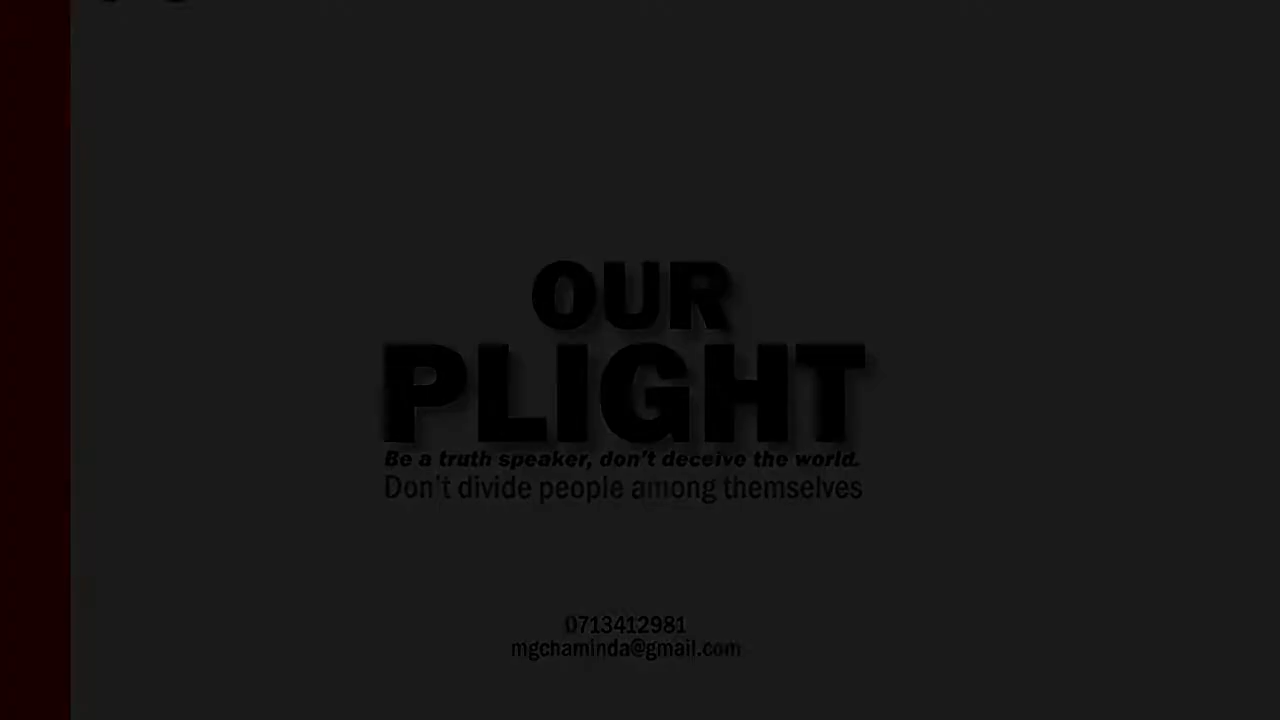 OUR
PLIGHT
Be a truth speaker, don't deceive the world.
Don't divide people among themselves
0713412981
mgchaminda@gmail.com